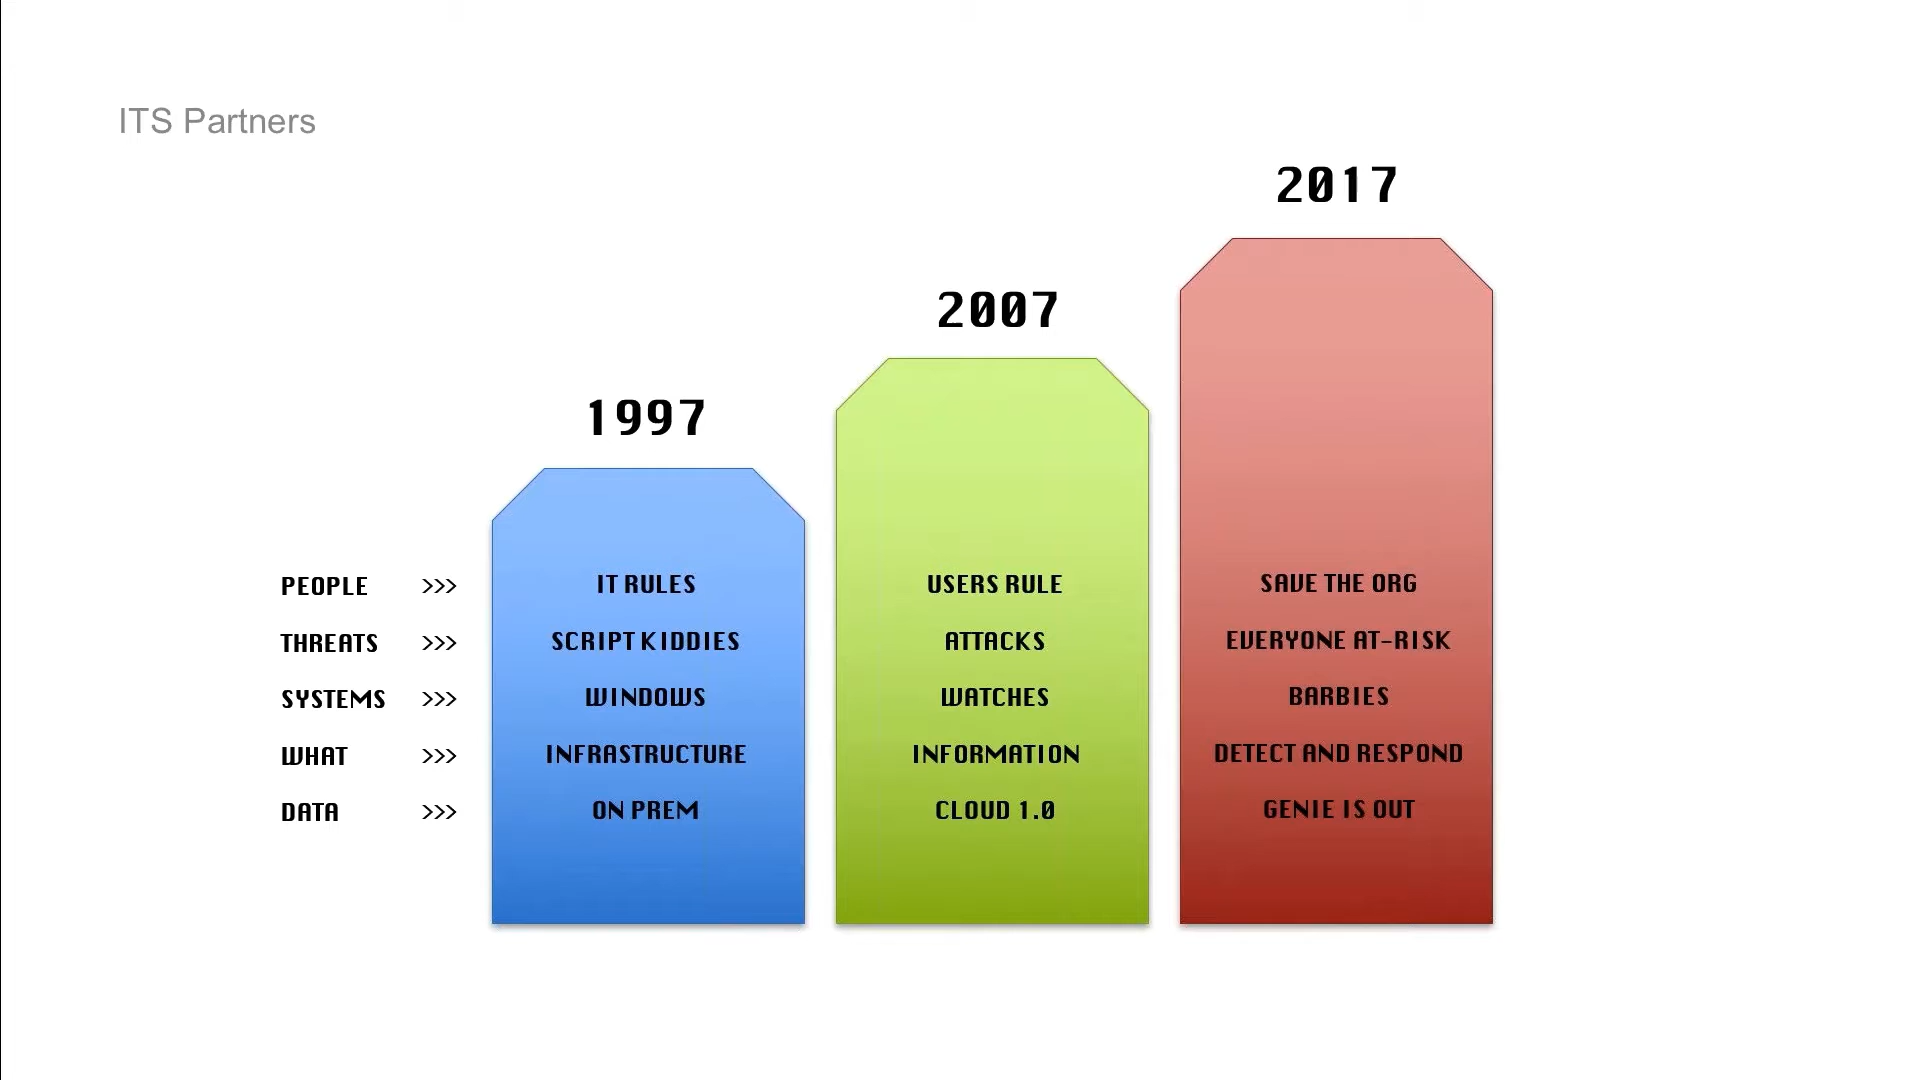 ITS Partners
2017
2007
1997
PEOPLE >>> IT RULES USERS RULE SAVE THE ORG
THREATS >>> SCRIPT KIDDIES ATTACKS EVERYONE AT-RISK
SYSTEMS >>> WINDOWS WATCHES BARBIES
WHAT >>> INFRASTRUCTURE INFORMATION DETECT AND RESPOND
DATA >>> ON PREM CLOUD 1.0 GENIE IS OUT